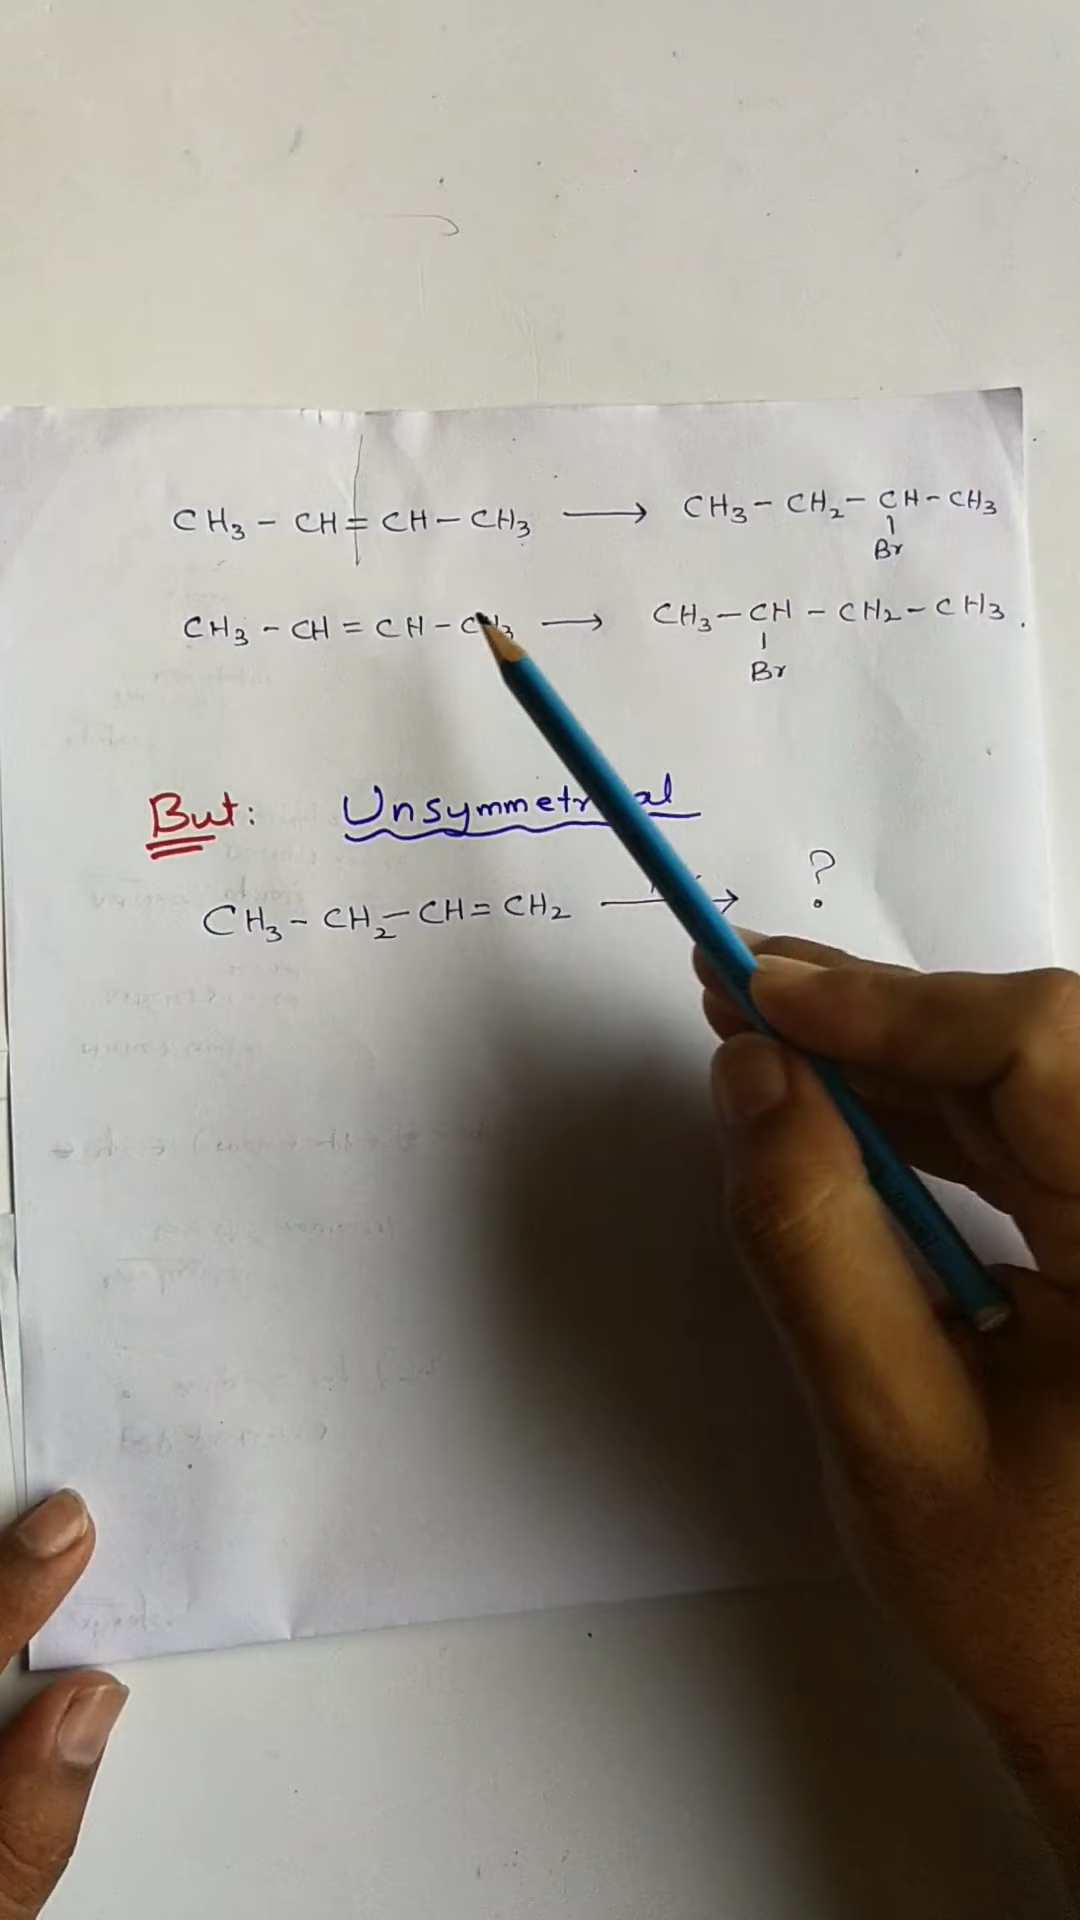 CH₃ - CH = CH - CH₃ ⟶ CH₃ - CH₂ - CH - CH₃
|
Br
CH₃ - CH = CH - CH₃ ⟶ CH₃ - CH - CH₂ - CH₃.
|
Br
But:
CH₃ - CH₂ - CH = CH₂ ⟶ ?